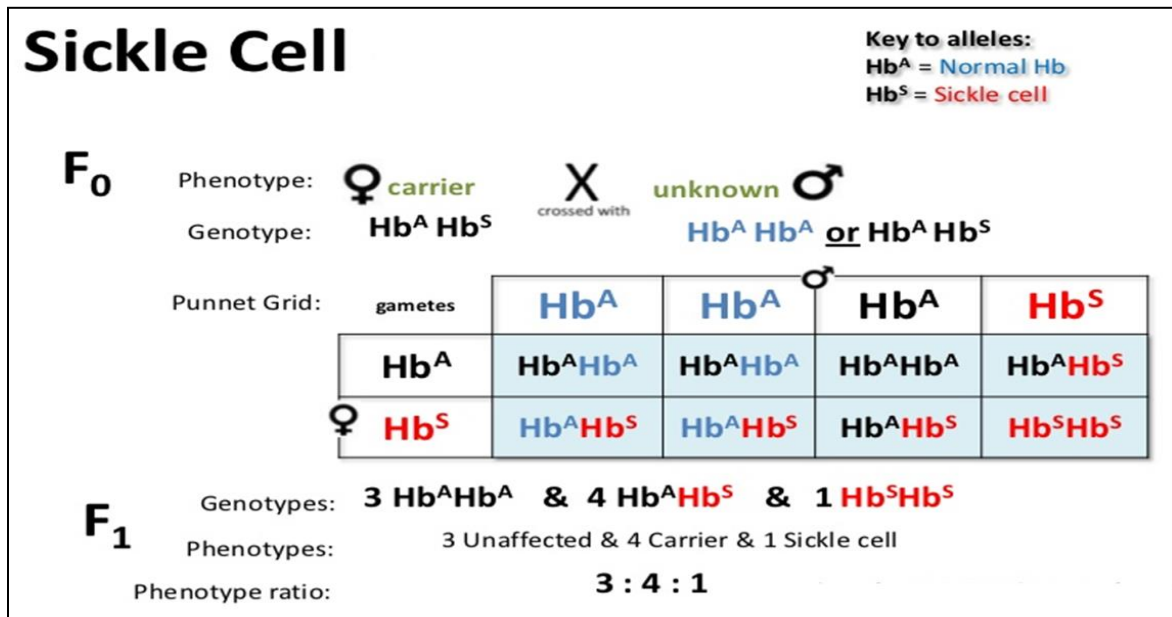 Sickle Cell
Key to alleles:
Hbᴬ = Normal Hb
Hbˢ = Sickle cell
F₀
Phenotype: ♀ carrier X unknown ♂
crossed with
Genotype: Hbᴬ Hbˢ Hbᴬ Hbᴬ or Hbᴬ Hbˢ
♂
Punnet Grid: gametes Hbᴬ Hbᴬ Hbᴬ Hbˢ
Hbᴬ HbᴬHbᴬ HbᴬHbᴬ HbᴬHbᴬ HbᴬHbˢ
♀ Hbˢ HbᴬHbˢ HbᴬHbˢ HbᴬHbˢ HbˢHbˢ
F₁
Genotypes: 3 HbᴬHbᴬ & 4 HbᴬHbˢ & 1 HbˢHbˢ
Phenotypes: 3 Unaffected & 4 Carrier & 1 Sickle cell
Phenotype ratio: 3 : 4 : 1